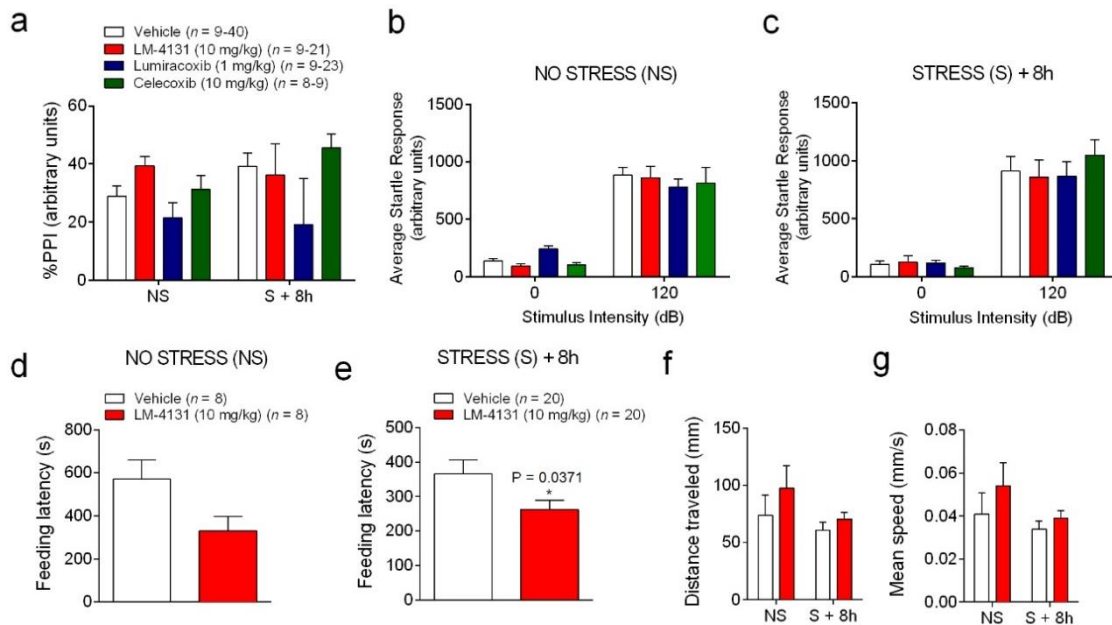 a
Vehicle (n = 9-40)
LM-4131 (10 mg/kg) (n = 9-21)
Lumiracoxib (1 mg/kg) (n = 9-23)
Celecoxib (10 mg/kg) (n = 8-9)
%PPI (arbitrary units)
60
40
20
0
NS
S + 8h
b
NO STRESS (NS)
Average Startle Response
(arbitrary units)
1500
1000
500
0
0
120
Stimulus Intensity (dB)
c
STRESS (S) + 8h
Average Startle Response
(arbitrary units)
1500
1000
500
0
0
120
Stimulus Intensity (dB)
d
NO STRESS (NS)
Vehicle (n = 8)
LM-4131 (10 mg/kg) (n = 8)
Feeding latency (s)
800
600
400
200
0
e
STRESS (S) + 8h
Vehicle (n = 20)
LM-4131 (10 mg/kg) (n = 20)
Feeding latency (s)
500
400
300
200
100
0
P = 0.0371
*
f
Distance traveled (mm)
150
100
50
0
NS
S + 8h
g
Mean speed (mm/s)
0.08
0.06
0.04
0.02
0.00
NS
S + 8h